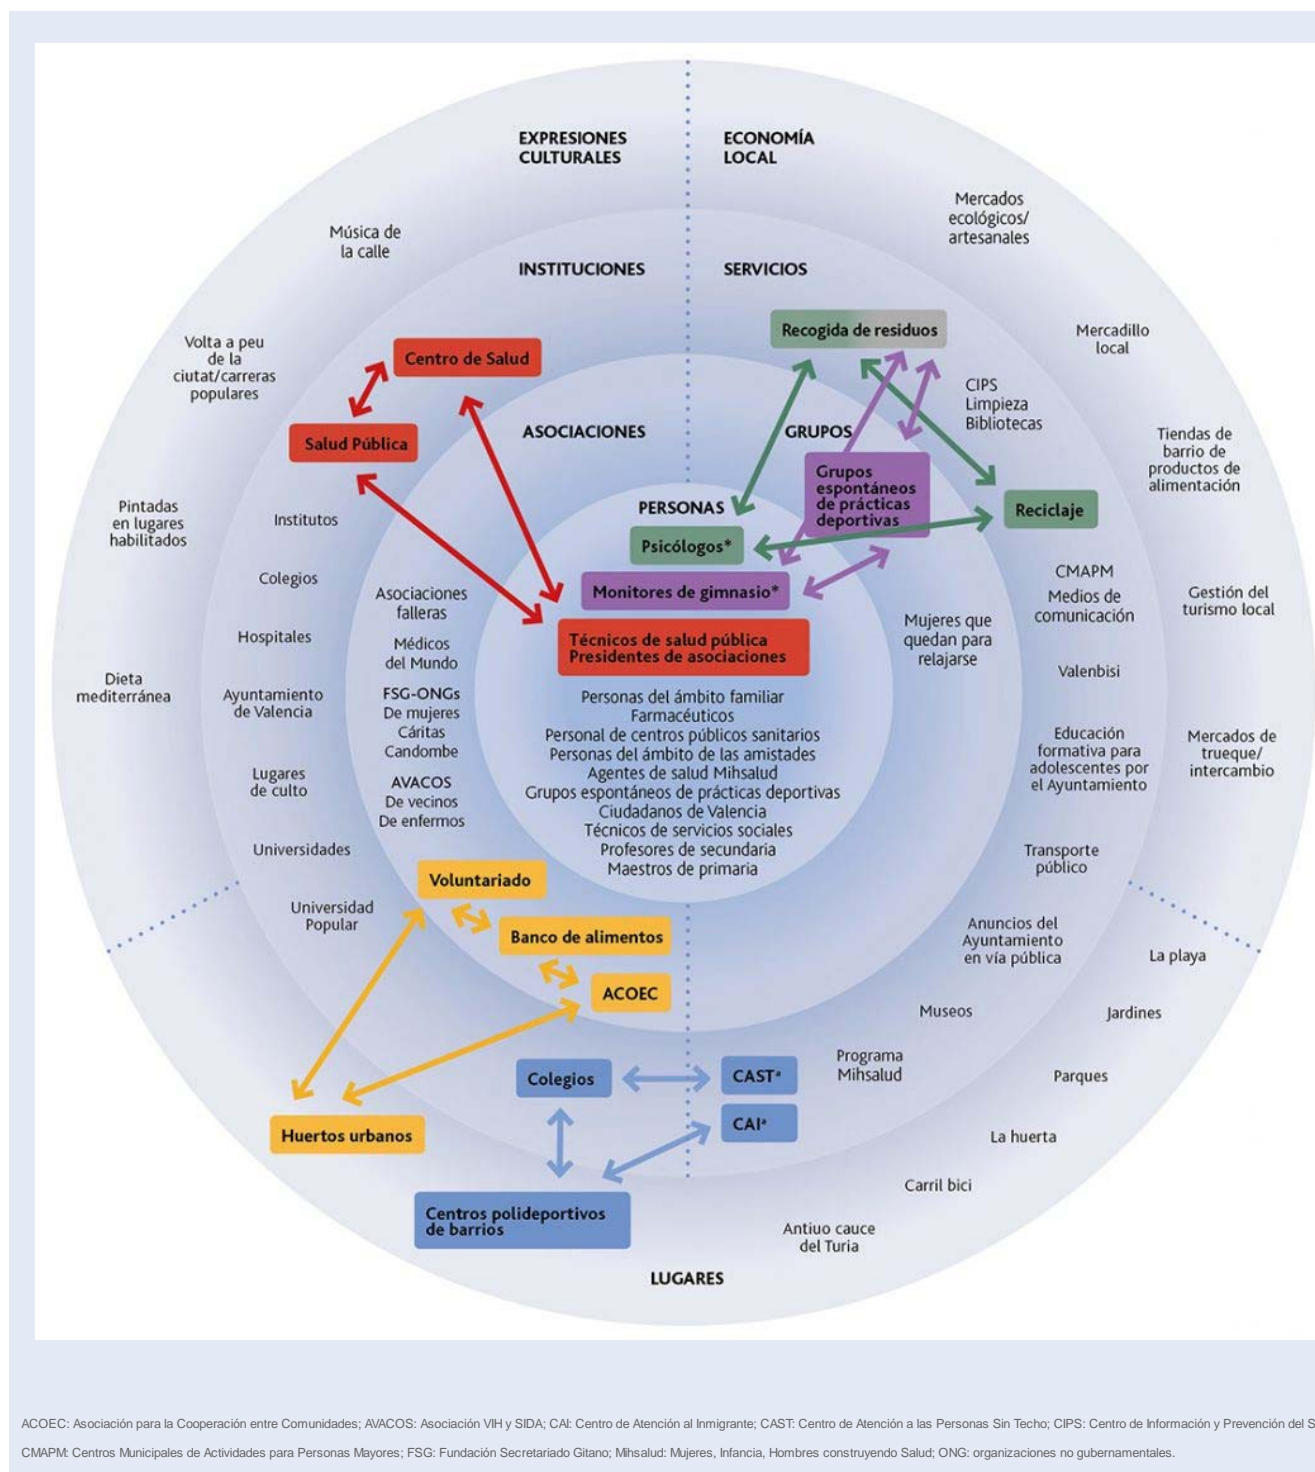 EXPRESIONES
CULTURALES
ECONOMÍA
LOCAL
Música de
la calle
Mercados
ecológicos/
artesanales
INSTITUCIONES
SERVICIOS
Volta a peu
de la
ciutat/carreras
populares
Centro de Salud
Recogida de residuos
Mercadillo
local
Salud Pública
ASOCIACIONES
GRUPOS
CIPS
Limpieza
Bibliotecas
Tiendas de
barrio de
productos de
alimentación
Grupos
espontáneos
de prácticas
deportivas
Pintadas
en lugares
habilitados
Institutos
PERSONAS
Reciclaje
Psicólogos*
Colegios
Monitores de gimnasio*
CMAPM
Medios de
comunicación
Gestión del
turismo local
Asociaciones
falleras
Hospitales
Médicos
del Mundo
Técnicos de salud pública
Presidentes de asociaciones
Mujeres que
quedan para
relajarse
Valenbisi
Dieta
mediterránea
Ayuntamiento
de Valencia
FSG-ONGs
De mujeres
Cáritas
Candombe
Personas del ámbito familiar
Farmacéuticos
Personal de centros públicos sanitarios
Personas del ámbito de las amistades
Agentes de salud Mihsalud
Grupos espontáneos de prácticas deportivas
Ciudadanos de Valencia
Técnicos de servicios sociales
Profesores de secundaria
Maestros de primaria
Educación
formativa para
adolescentes por
el Ayuntamiento
Mercados de
trueque/
intercambio
Lugares
de culto
AVACOS
De vecinos
De enfermos
Universidades
Transporte
público
Voluntariado
Universidad
Popular
Banco de alimentos
Anuncios del
Ayuntamiento
en vía pública
La playa
ACOEC
Museos
Jardines
Colegios
CASTª
Programa
Mihsalud
Parques
Huertos urbanos
CAIª
La huerta
Carril bici
Centros polideportivos
de barrios
Antiuo cauce
del Turia
LUGARES
ACOEC: Asociación para la Cooperación entre Comunidades; AVACOS: Asociación VIH y SIDA; CAI: Centro de Atención al Inmigrante; CAST: Centro de Atención a las Personas Sin Techo; CIPS: Centro de Información y Prevención del S
CMAPM: Centros Municipales de Actividades para Personas Mayores; FSG: Fundación Secretariado Gitano; Mihsalud: Mujeres, Infancia, Hombres construyendo Salud; ONG: organizaciones no gubernamentales.